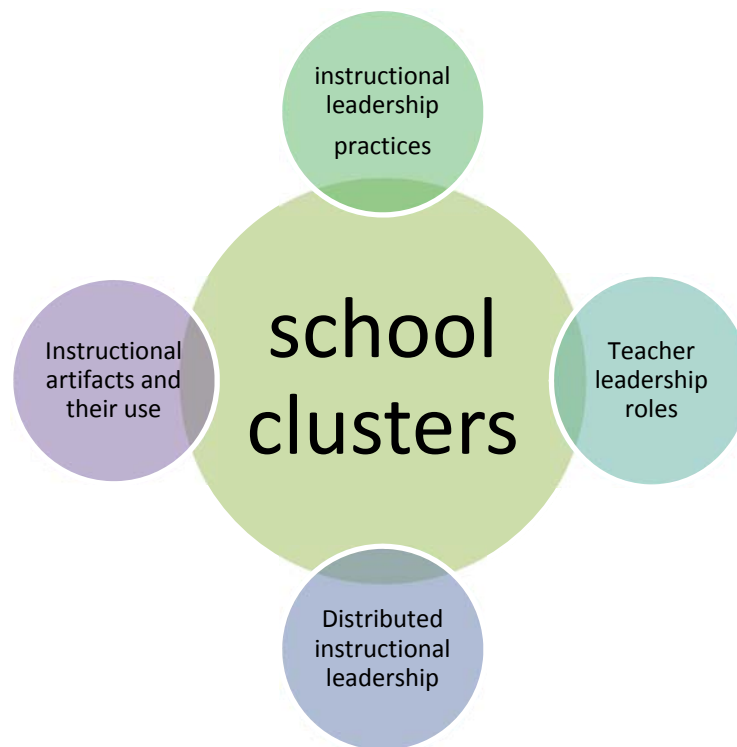 instructional
leadership
practices
school
clusters
Instructional
artifacts and
their use
Teacher
leadership
roles
Distributed
instructional
leadership